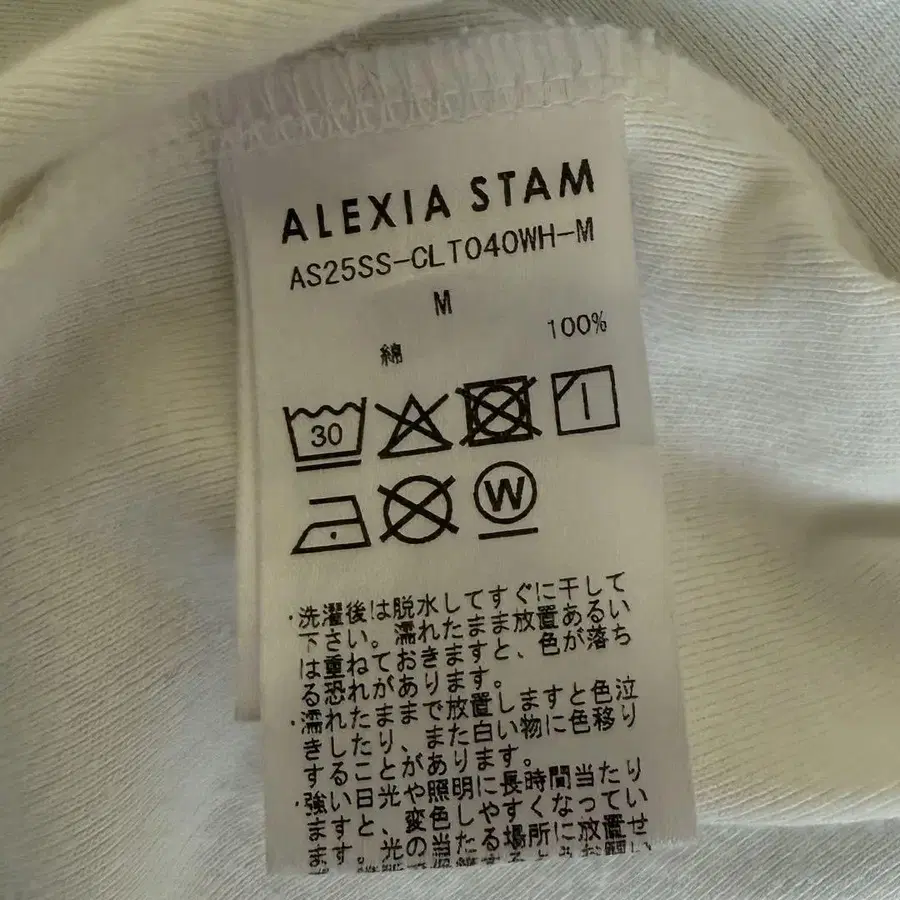 ALEXIA STAM
AS25SS-CLT040WH-M
M
綿 100%
30
W
・洗濯後は脱水してすぐに干して
下さい。濡れたまま放置あるい
は重ねておきますと、色が落ち
る恐れがあります。
・濡れたままで放置しますと色泣
きしたり、また白い物に色移り
することがあります。
・強い日光や照明に長時間当たり
ますと、変色しやすくなってい
ます。光の当たる場所に放置せ